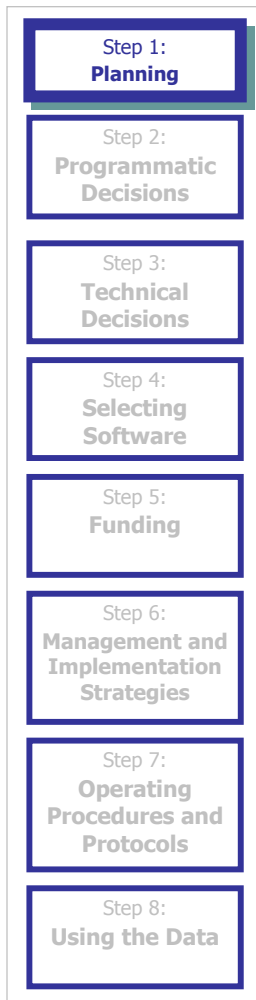 Step 1:
Planning
Step 2:
Programmatic
Decisions
Step 3:
Technical
Decisions
Step 4:
Selecting
Software
Step 5:
Funding
Step 6:
Management and
Implementation
Strategies
Step 7:
Operating
Procedures and
Protocols
Step 8:
Using the Data